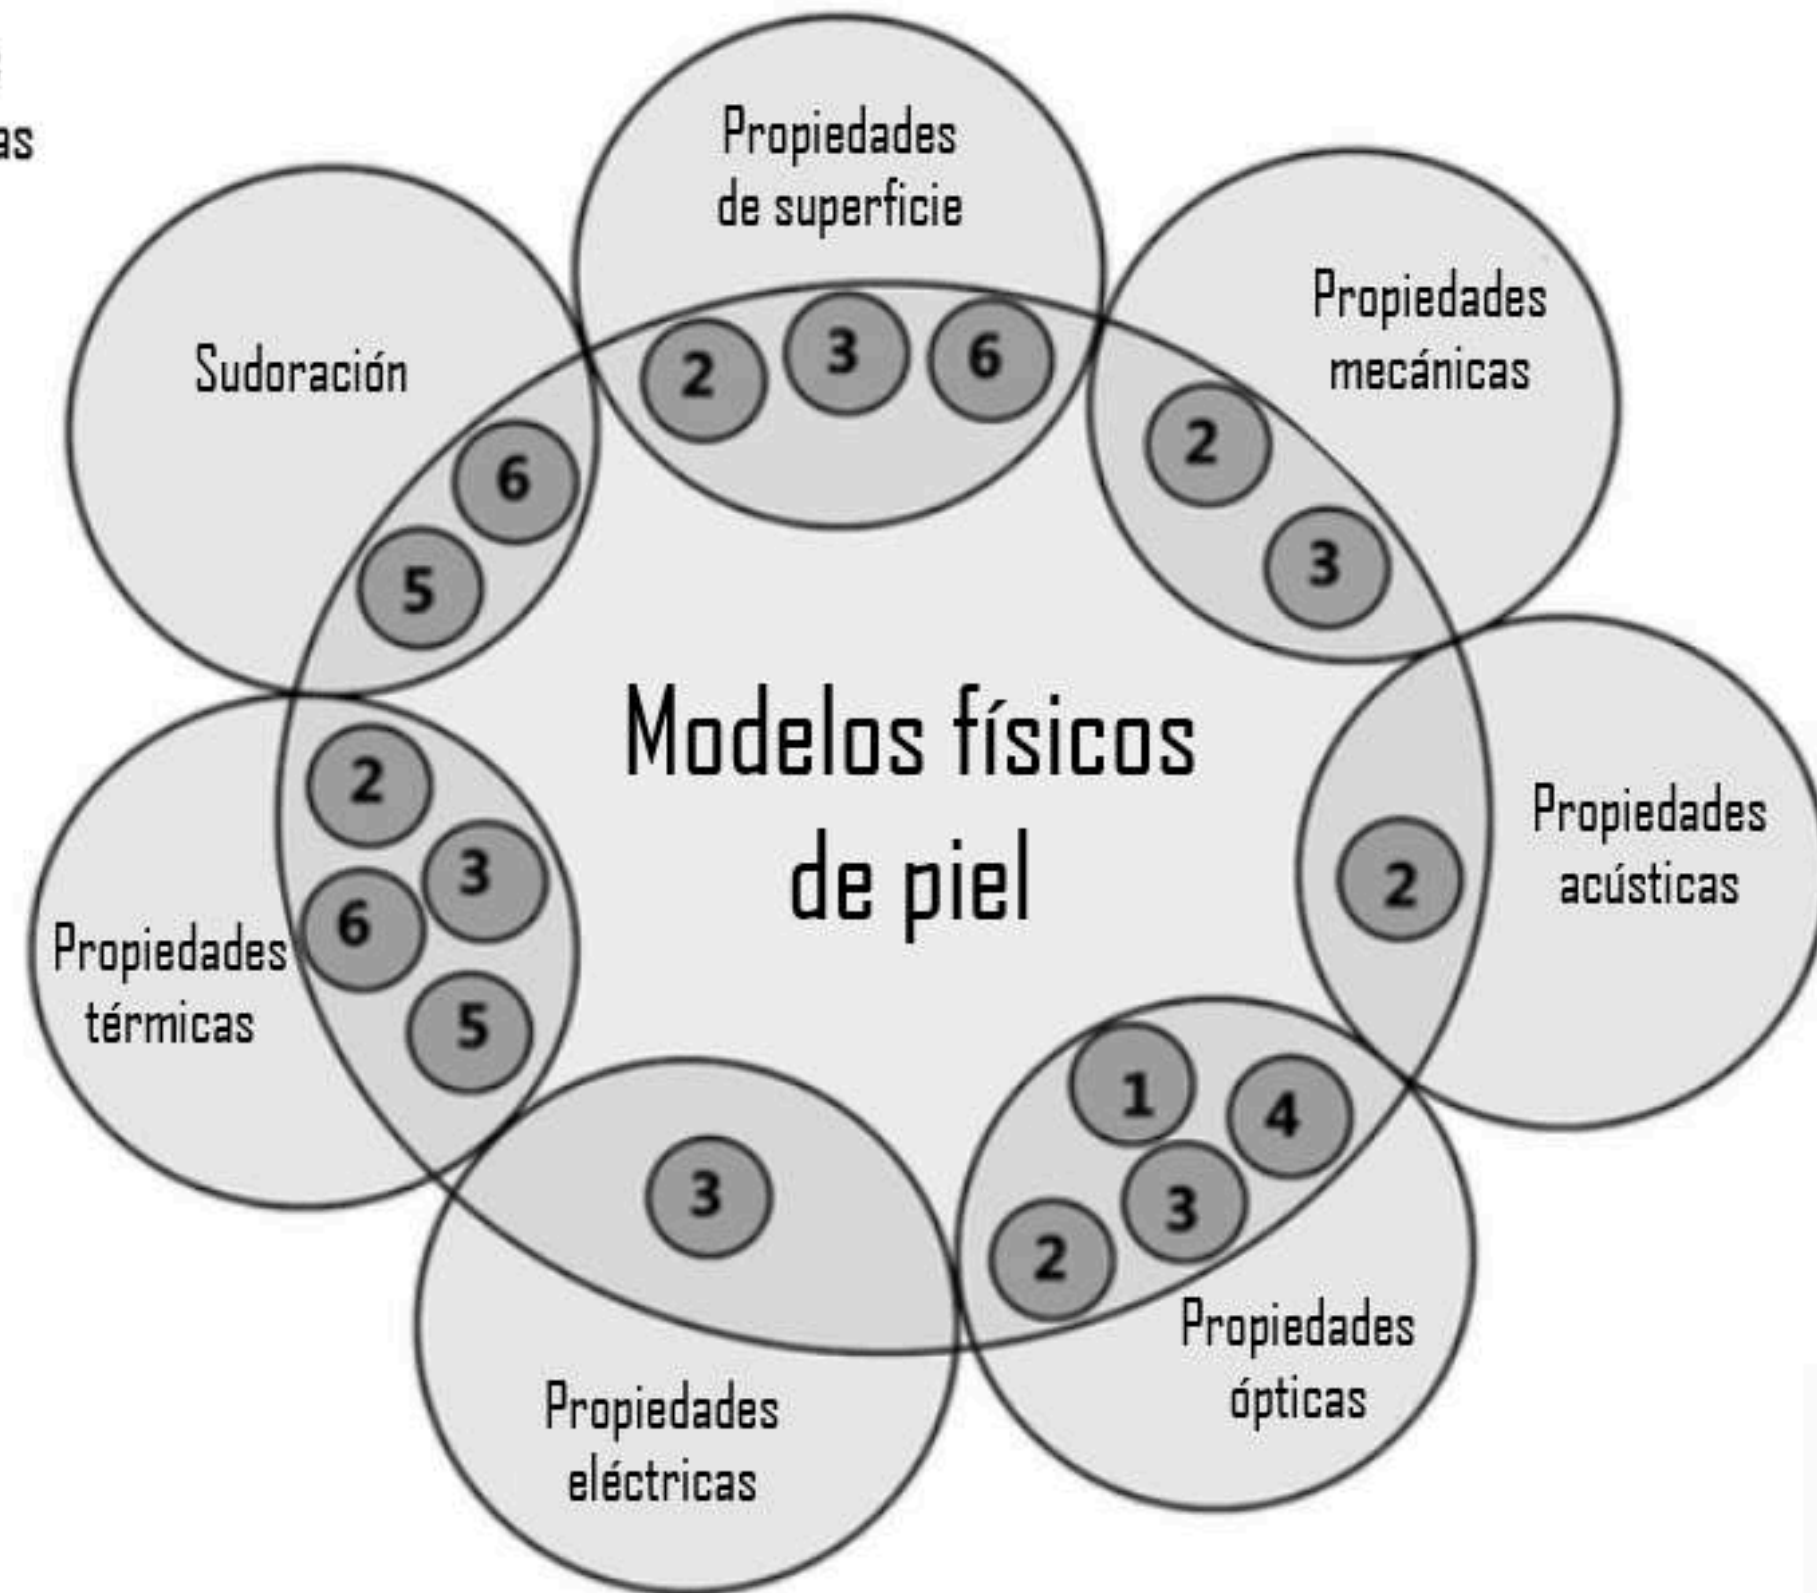 as
Propiedades
de superficie
Propiedades
mecánicas
Sudoración
2
3
6
2
3
6
5
Modelos físicos
de piel
Propiedades
acústicas
2
2
3
6
5
Propiedades
térmicas
1
4
3
2
3
Propiedades
ópticas
Propiedades
eléctricas